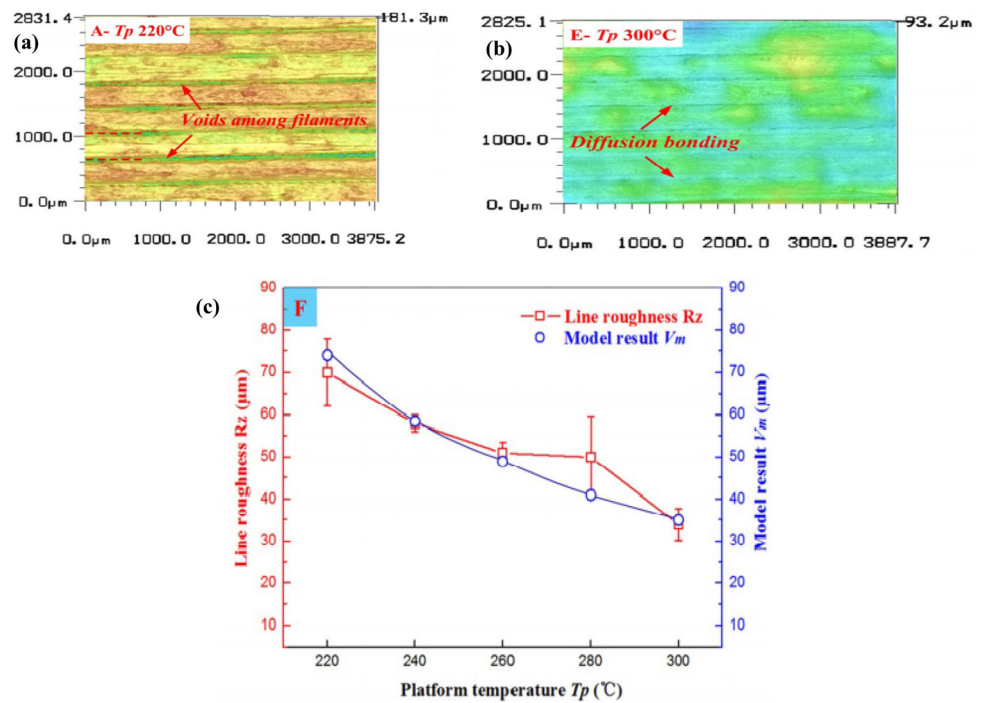 (a)
2831.4
181.3μm
A- Tp 220°C
2000.0
Voids among filaments
1000.0
0.0μm
0.0μm 1000.0 2000.0 3000.0 3875.2
(b)
2825.1
93.2μm
E- Tp 300°C
2000.0
1000.0
Diffusion bonding
0.0μm
0.0μm 1000.0 2000.0 3000.0 3887.7
(c)
F
Line roughness Rz
Model result Vm
Line roughness Rz (μm)
90
80
70
60
50
40
30
20
10
Model result Vm (μm)
90
80
70
60
50
40
30
20
10
220 240 260 280 300
Platform temperature Tp (℃)